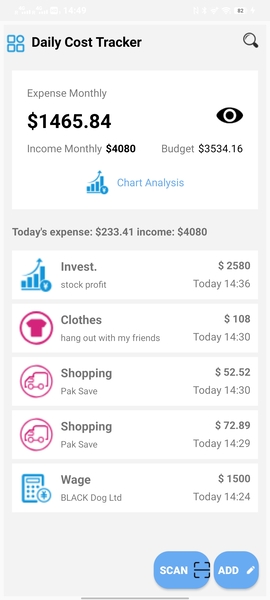 14:49
82
Daily Cost Tracker
Expense Monthly
$1465.84
Income Monthly $4080 Budget $3534.16
Chart Analysis
Today's expense: $233.41 income: $4080
Invest. $ 2580
stock profit Today 14:36
Clothes $ 108
hang out with my friends Today 14:30
Shopping $ 52.52
Pak Save Today 14:30
Shopping $ 72.89
Pak Save Today 14:29
Wage $ 1500
BLACK Dog Ltd Today 14:24
SCAN ADD